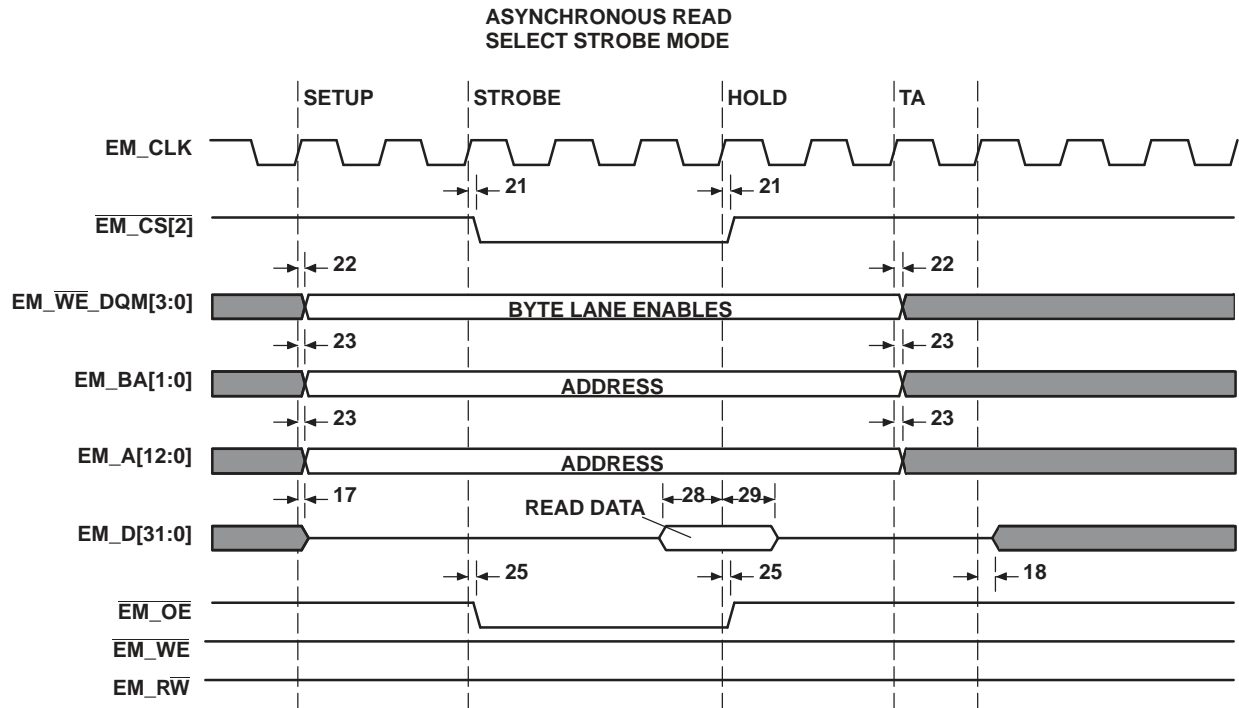 ASYNCHRONOUS READ
SELECT STROBE MODE
SETUP STROBE HOLD TA
EM_CLK
21 21
EM_CS[2]
22 22
EM_WE_DQM[3:0] BYTE LANE ENABLES
23 23
EM_BA[1:0] ADDRESS
23 23
EM_A[12:0] ADDRESS
17 28 29
READ DATA
EM_D[31:0]
25 25 18
EM_OE
EM_WE
EM_RW